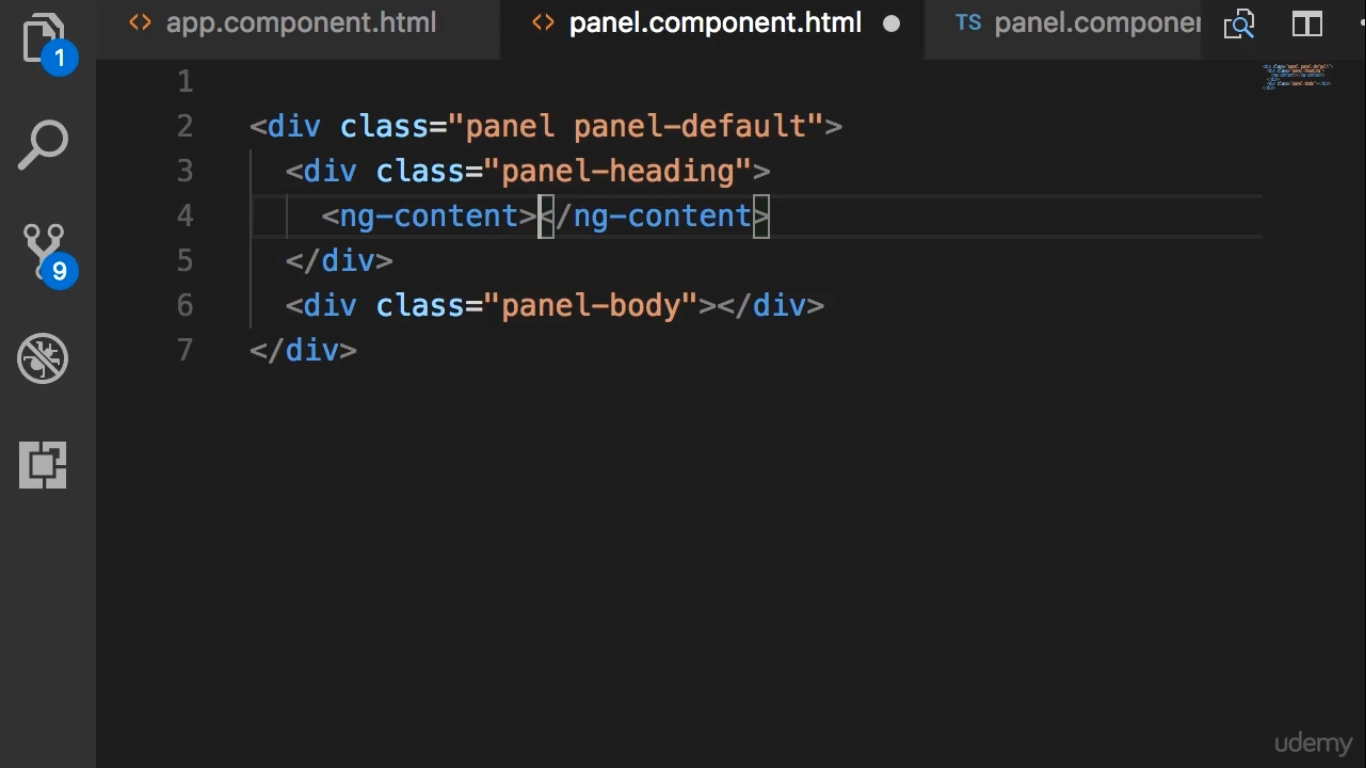 app.component.html
panel.component.html
TS panel.componen
1
1
2 <div class="panel panel-default">
3 <div class="panel-heading">
4 <ng-content></ng-content>
5 </div>
6 <div class="panel-body"></div>
7 </div>
9
udemy